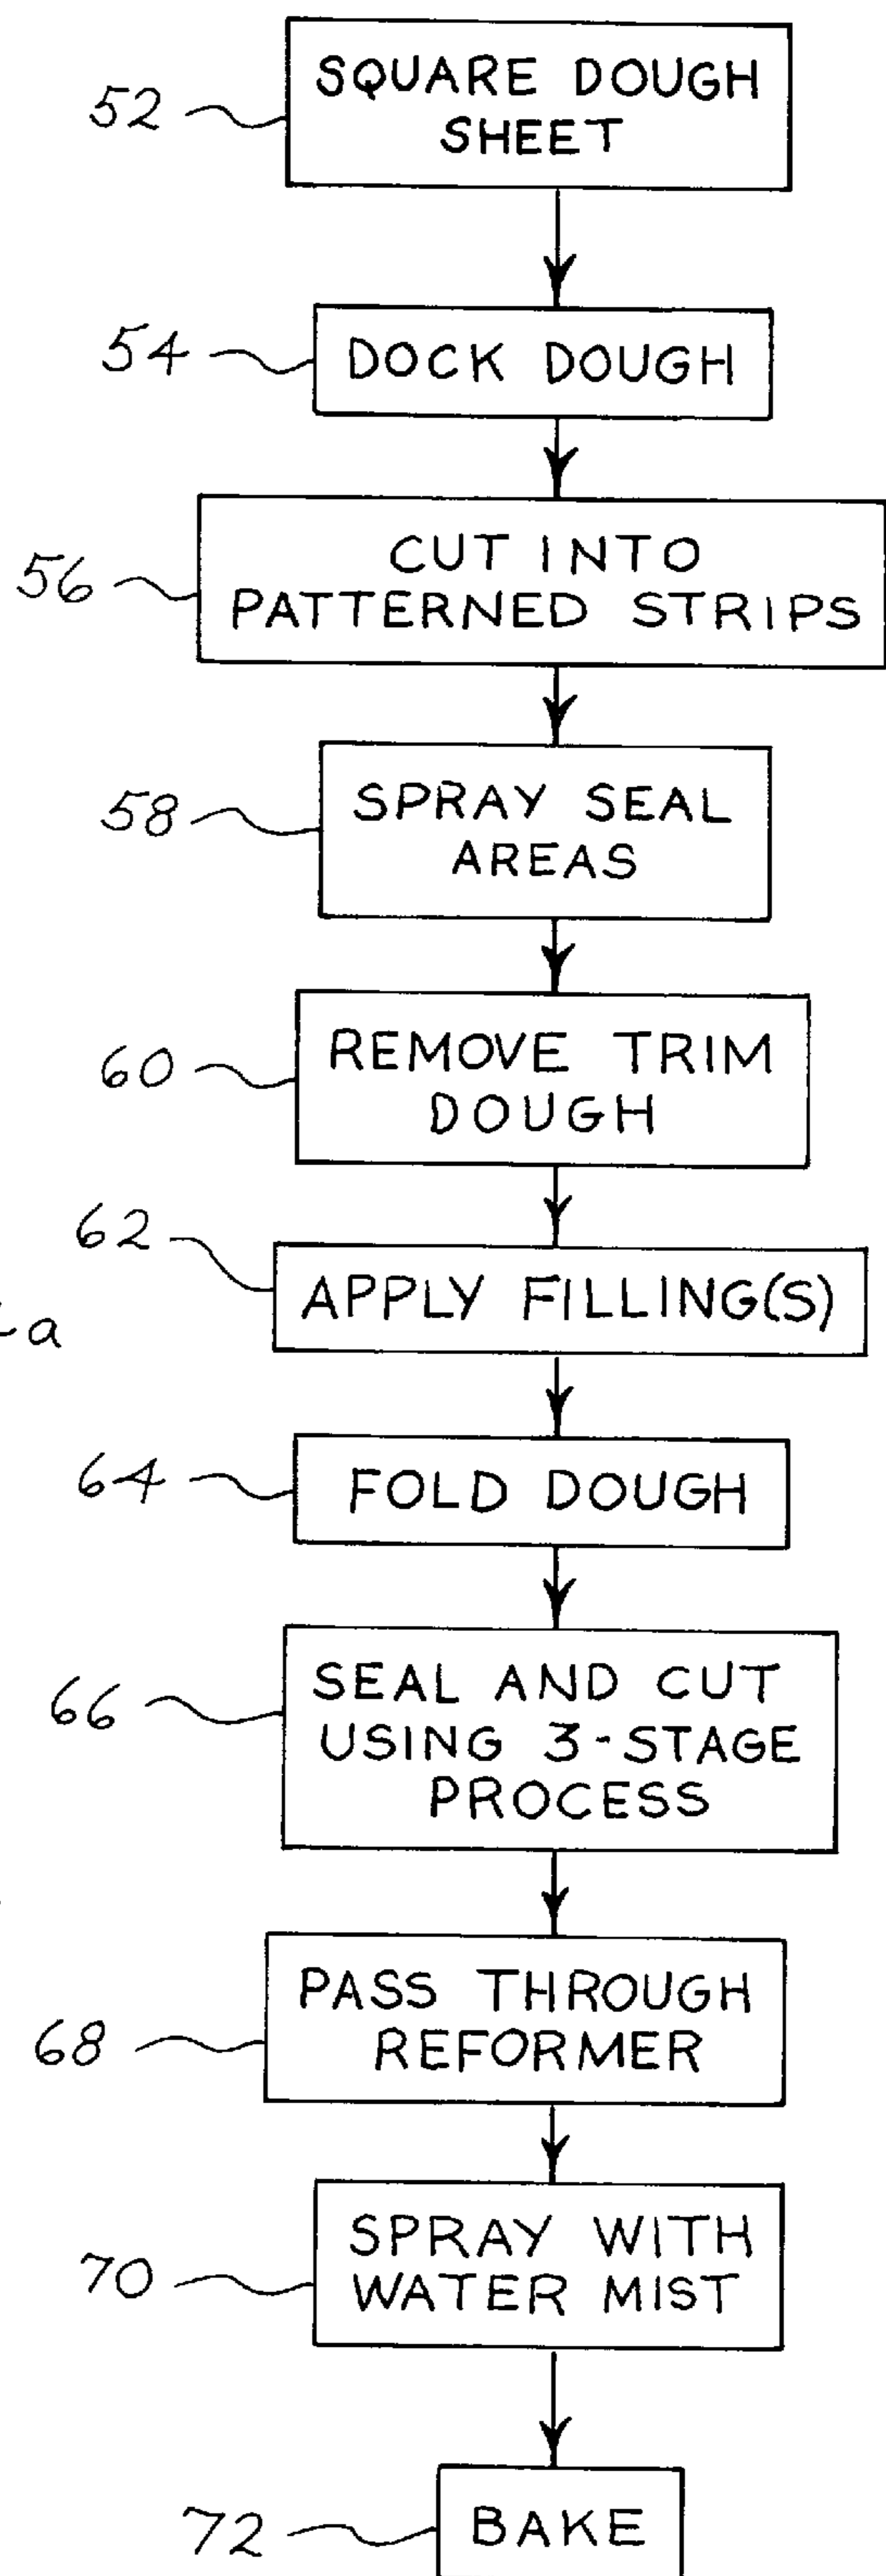 SQUARE DOUGH
SHEET
52
DOCK DOUGH
54
CUT INTO
PATTERNED STRIPS
56
SPRAY SEAL
AREAS
58
REMOVE TRIM
DOUGH
60
62
APPLY FILLING(S)
a
64
FOLD DOUGH
66
SEAL AND CUT
USING 3-STAGE
PROCESS
PASS THROUGH
REFORMER
68
SPRAY WITH
WATER MIST
70
72
BAKE